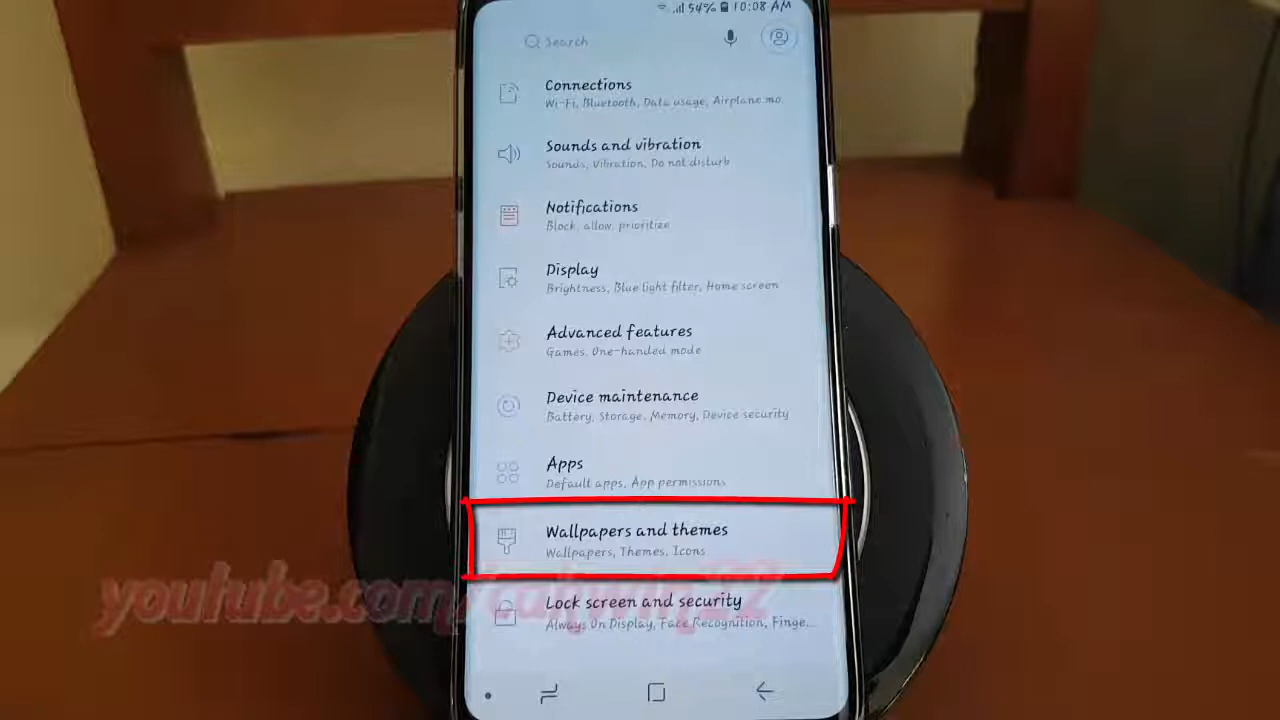 54% 10:08 AM
Search
Connections
Wi-Fi, Bluetooth, Data usage, Airplane mo
Sounds and vibration
Sounds, Vibration, Do not disturb
Notifications
Block, allow, prioritize
Display
Brightness, Blue light filter, Home screen
Advanced features
Games, One-handed mode
Device maintenance
Battery, Storage, Memory, Device security
Apps
Default apps, App permissions
Wallpapers and themes
Wallpapers, Themes, Icons
youtube.com/
Lock screen and security
Always On Display, Face Recognition, Finge...